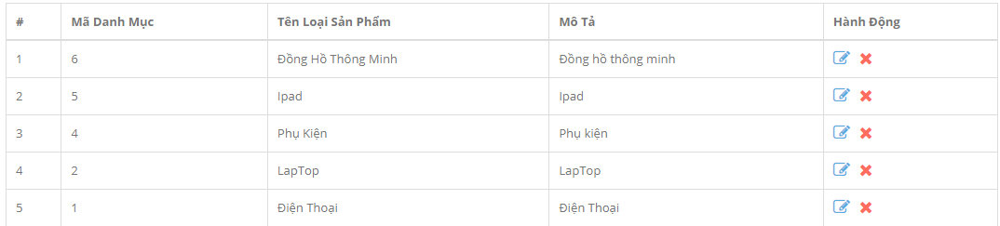 # Mã Danh Mục Tên Loại Sản Phẩm Mô Tả Hành Động
1 6 Đồng Hồ Thông Minh Đồng hồ thông minh
2 5 Ipad Ipad
3 4 Phụ Kiện Phụ kiện
4 2 LapTop LapTop
5 1 Điện Thoại Điện Thoại